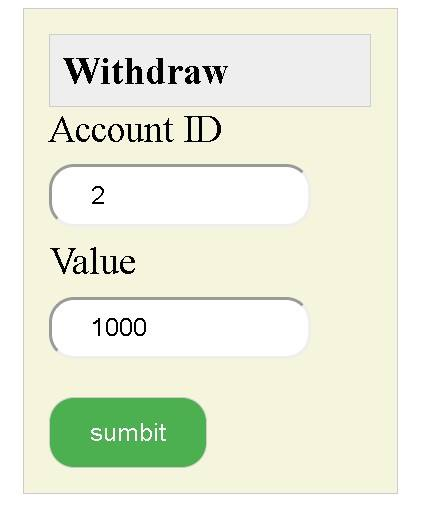 Withdraw
Account ID
2
Value
1000
sumbit